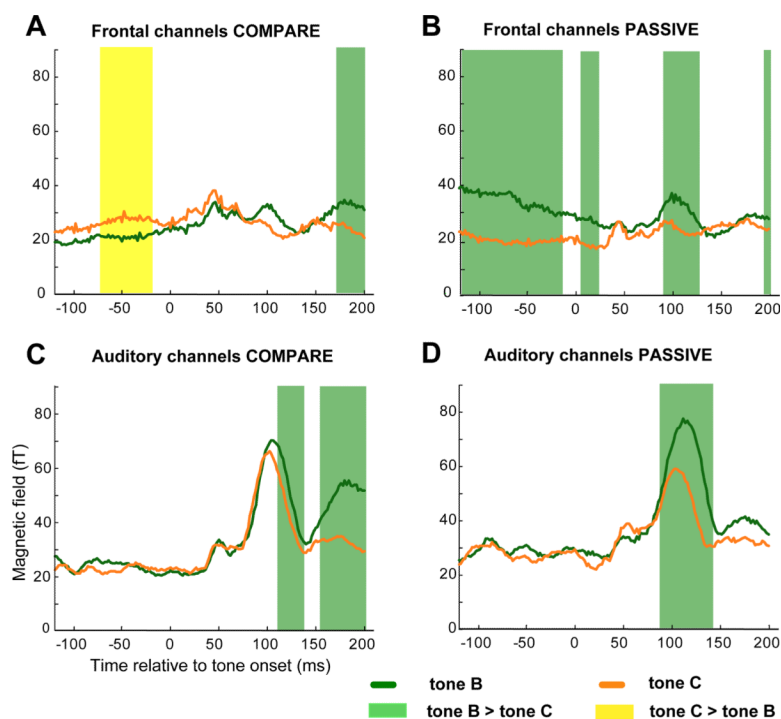 A
Frontal channels COMPARE
80
60
40
20
0
-100 -50 0 50 100 150 200
B
Frontal channels PASSIVE
80
60
40
20
0
-100 -50 0 50 100 150 200
C
Auditory channels COMPARE
Magnetic field (fT)
80
60
40
20
0
-100 -50 0 50 100 150 200
Time relative to tone onset (ms)
D
Auditory channels PASSIVE
80
60
40
20
0
-100 -50 0 50 100 150 200
tone B tone C
tone B > tone C tone C > tone B